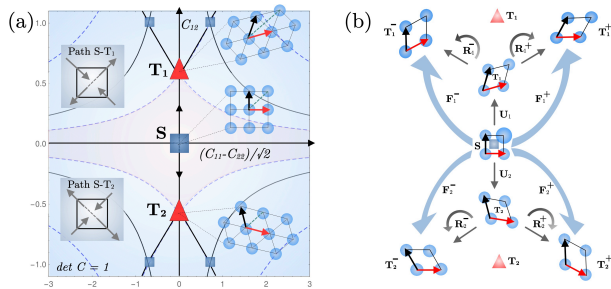 (a)
C₁₂
1.0
0.5
0.0
−0.5
−1.0
Path S-T₁
T₁
S
(C₁₁-C₂₂)/√2
Path S-T₂
T₂
det C = 1
−3 −2 −1 0 1 2 3
(b)
T₁
T₁⁻ T₁⁺
R₁⁻ R₁⁺
T₁
F₁⁻ F₁⁺
U₁
S
U₂
F₂⁻ F₂⁺
T₂
R₂⁻ R₂⁺
T₂⁻ T₂⁺
T₂